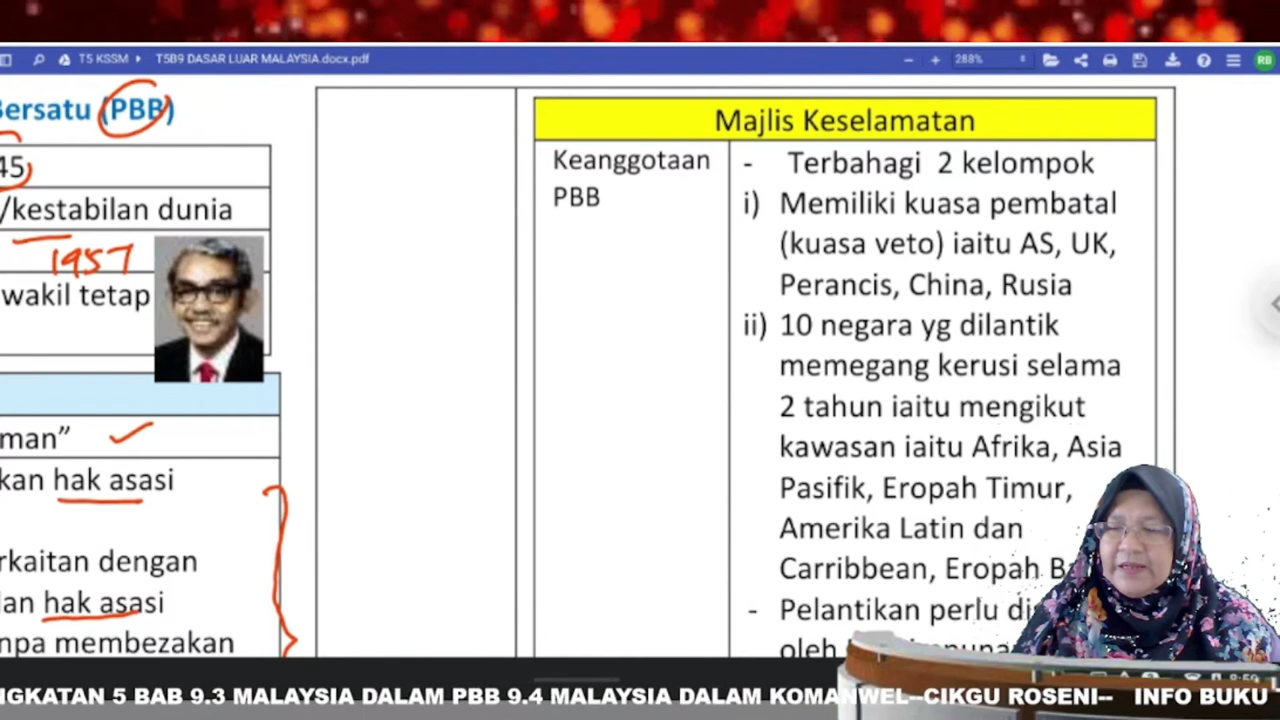 T5 KSSM ▸ T5B9 DASAR LUAR MALAYSIA.docx.pdf
288%
RB
Bersatu (PBB)
45
/kestabilan dunia
1957
wakil tetap
man”
kan hak asasi
rkaitan dengan
lan hak asasi
npa membezakan
Majlis Keselamatan
Keanggotaan
PBB
- Terbahagi 2 kelompok
i) Memiliki kuasa pembatal
(kuasa veto) iaitu AS, UK,
Perancis, China, Rusia
ii) 10 negara yg dilantik
memegang kerusi selama
2 tahun iaitu mengikut
kawasan iaitu Afrika, Asia
Pasifik, Eropah Timur,
Amerika Latin dan
Carribbean, Eropah
- Pelantikan perlu
oleh
NGKATAN 5 BAB 9.3 MALAYSIA DALAM PBB 9.4 MALAYSIA DALAM KOMANWEL--CIKGU ROSENI-- INFO BUKU